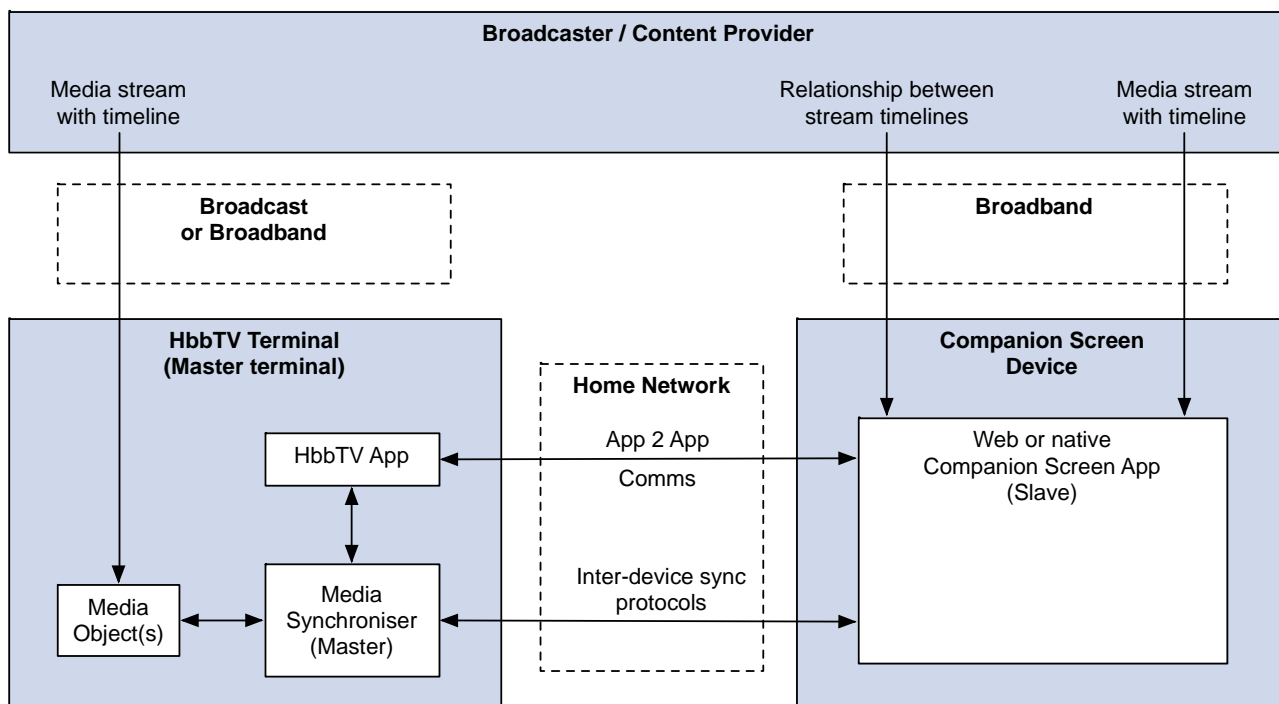 Broadcaster / Content Provider
Media stream
with timeline
Relationship between
stream timelines
Media stream
with timeline
Broadcast
or Broadband
Broadband
HbbTV Terminal
(Master terminal)
Companion Screen
Device
Home Network
HbbTV App
App 2 App
Comms
Web or native
Companion Screen App
(Slave)
Media
Object(s)
Media
Synchroniser
(Master)
Inter-device sync
protocols